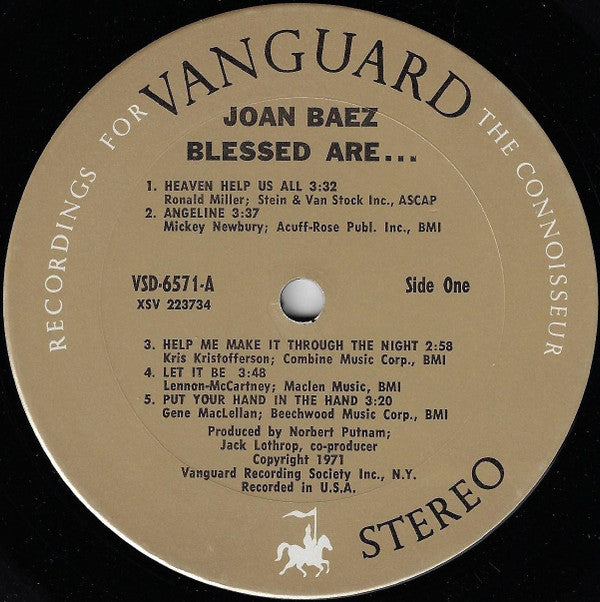 RECORDINGS FOR VANGUARD THE CONNOISSEUR
JOAN BAEZ
BLESSED ARE...
1. HEAVEN HELP US ALL 3:32
Ronald Miller; Stein & Van Stock Inc., ASCAP
2. ANGELINE 3:37
Mickey Newbury; Acuff-Rose Publ. Inc., BMI
VSD-6571-A
Side One
XSV 223734
3. HELP ME MAKE IT THROUGH THE NIGHT 2:58
Kris Kristofferson; Combine Music Corp., BMI
4. LET IT BE 3:48
Lennon-McCartney; Maclen Music, BMI
5. PUT YOUR HAND IN THE HAND 3:20
Gene MacLellan; Beechwood Music Corp., BMI
Produced by Norbert Putnam;
Jack Lothrop, co-producer
Copyright 1971
Vanguard Recording Society Inc., N.Y.
Recorded in U.S.A.
STEREO